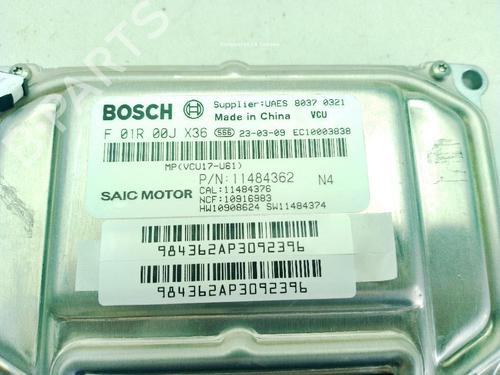 BOSCH
Supplier:UAES 8037 0321
Made in China VCU
F 01R 00J X36 556 23-03-09 EC10003838
MP(VCU17-U61)
P/N:11484362 N4
SAIC MOTOR
CAL:11484376
NCF:10916983
HW10908624 SW11484374
984362AP3092396
984362AP3092396